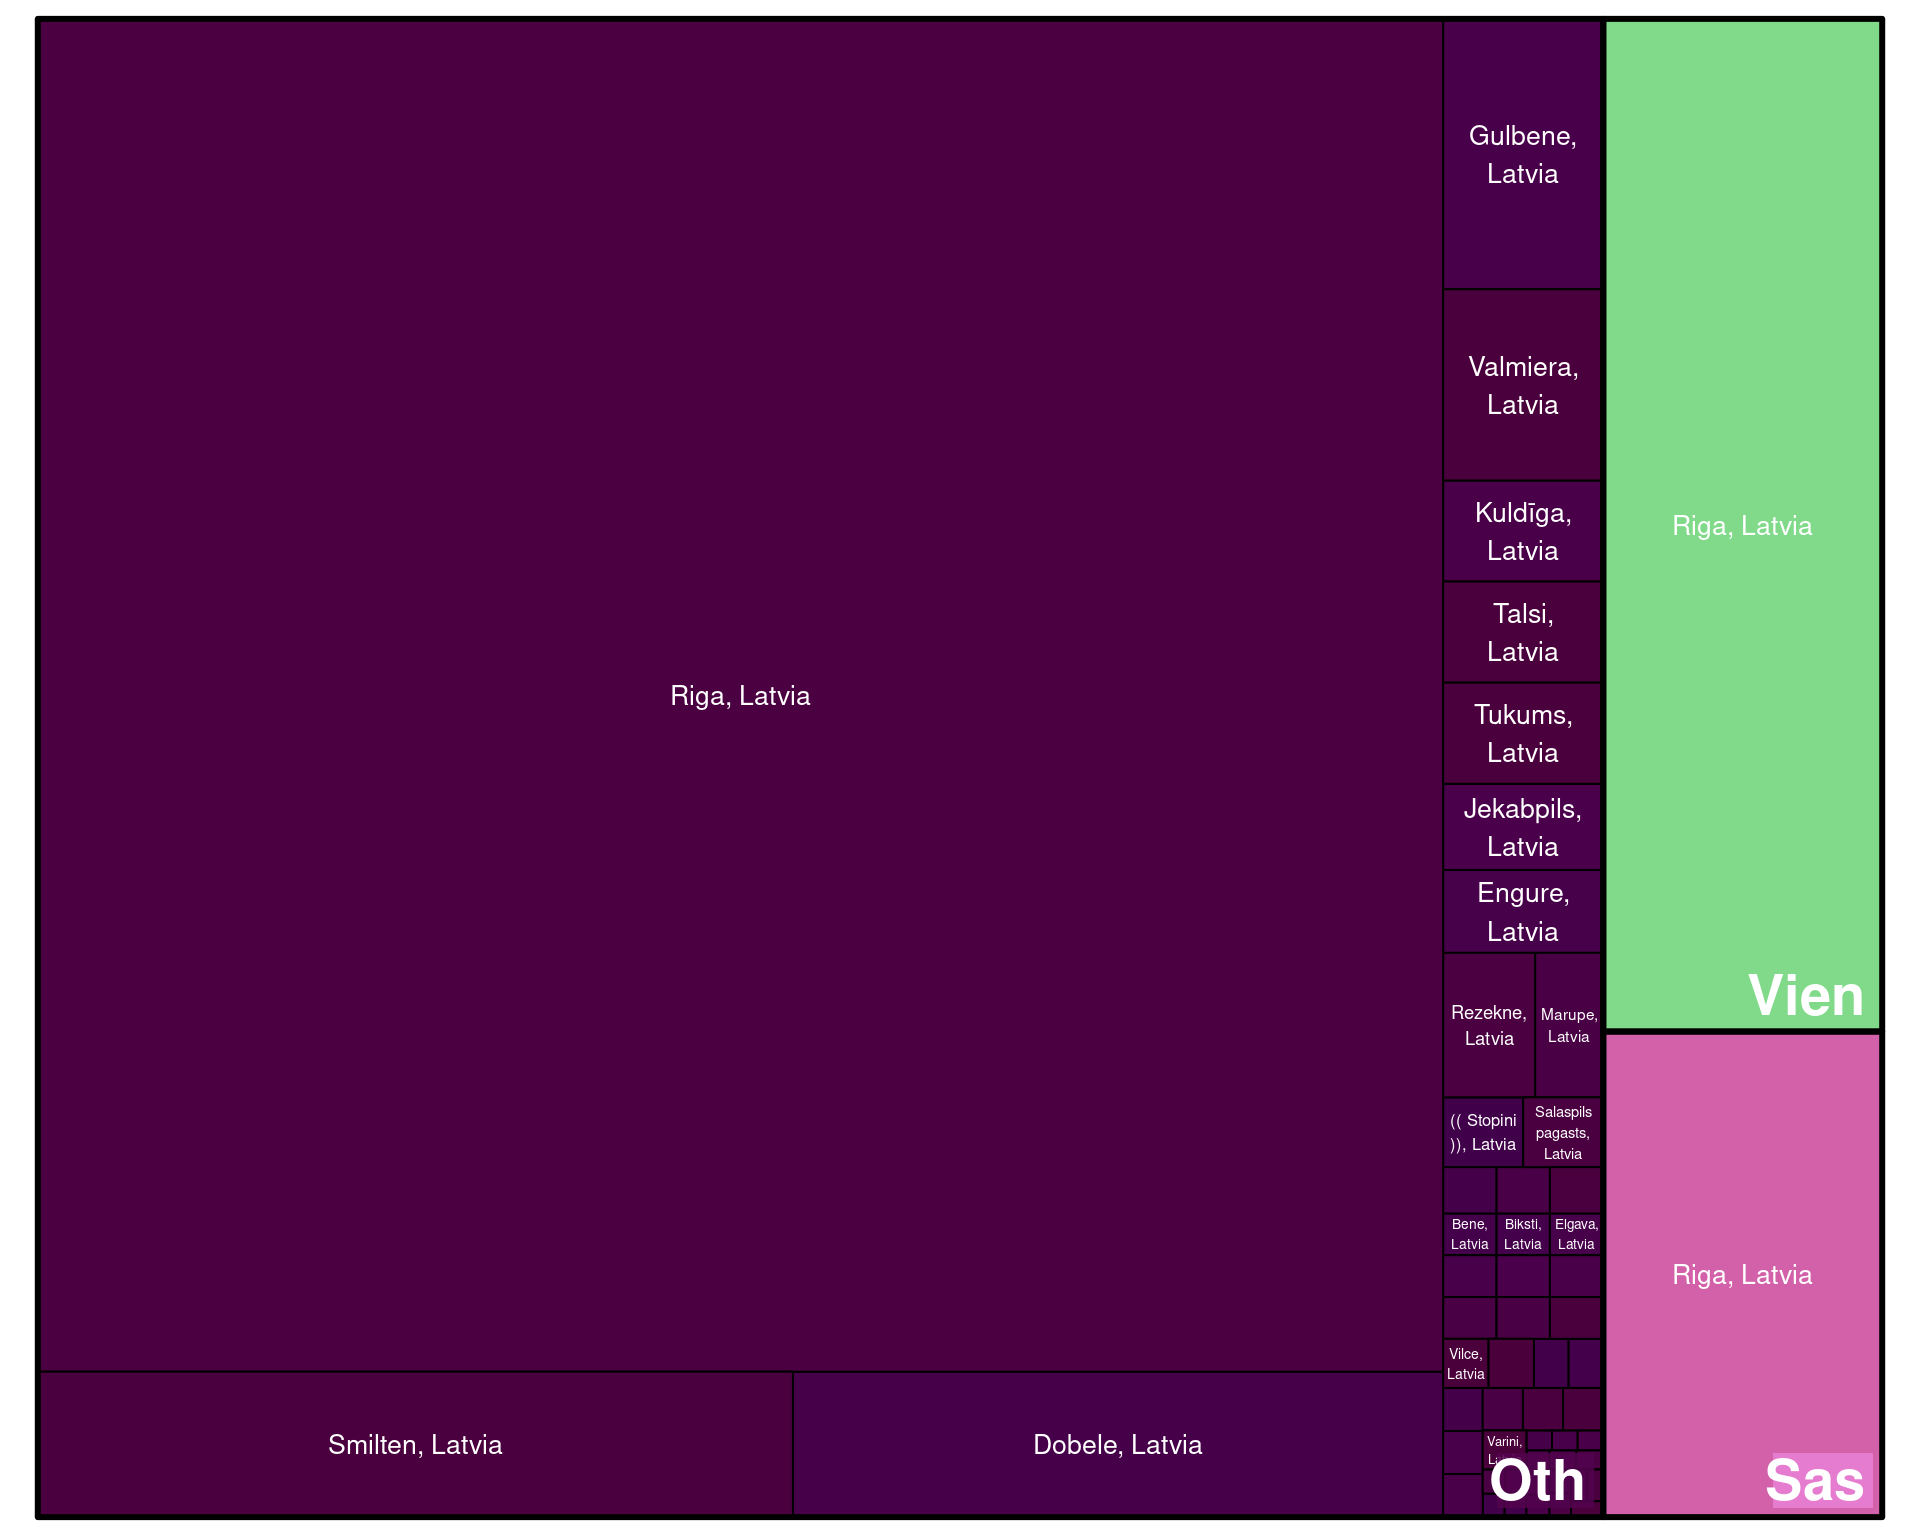 Riga, Latvia
Smilten, Latvia
Dobele, Latvia
Gulbene,
Latvia
Valmiera,
Latvia
Kuldīga,
Latvia
Talsi,
Latvia
Tukums,
Latvia
Jekabpils,
Latvia
Engure,
Latvia
Rezekne,
Latvia
Marupe,
Latvia
(( Stopini
)), Latvia
Salaspils
pagasts,
Latvia
Bene,
Latvia
Biksti,
Latvia
Elgava,
Latvia
Vilce,
Latvia
Varini,
Oth
Riga, Latvia
Vien
Riga, Latvia
Sas